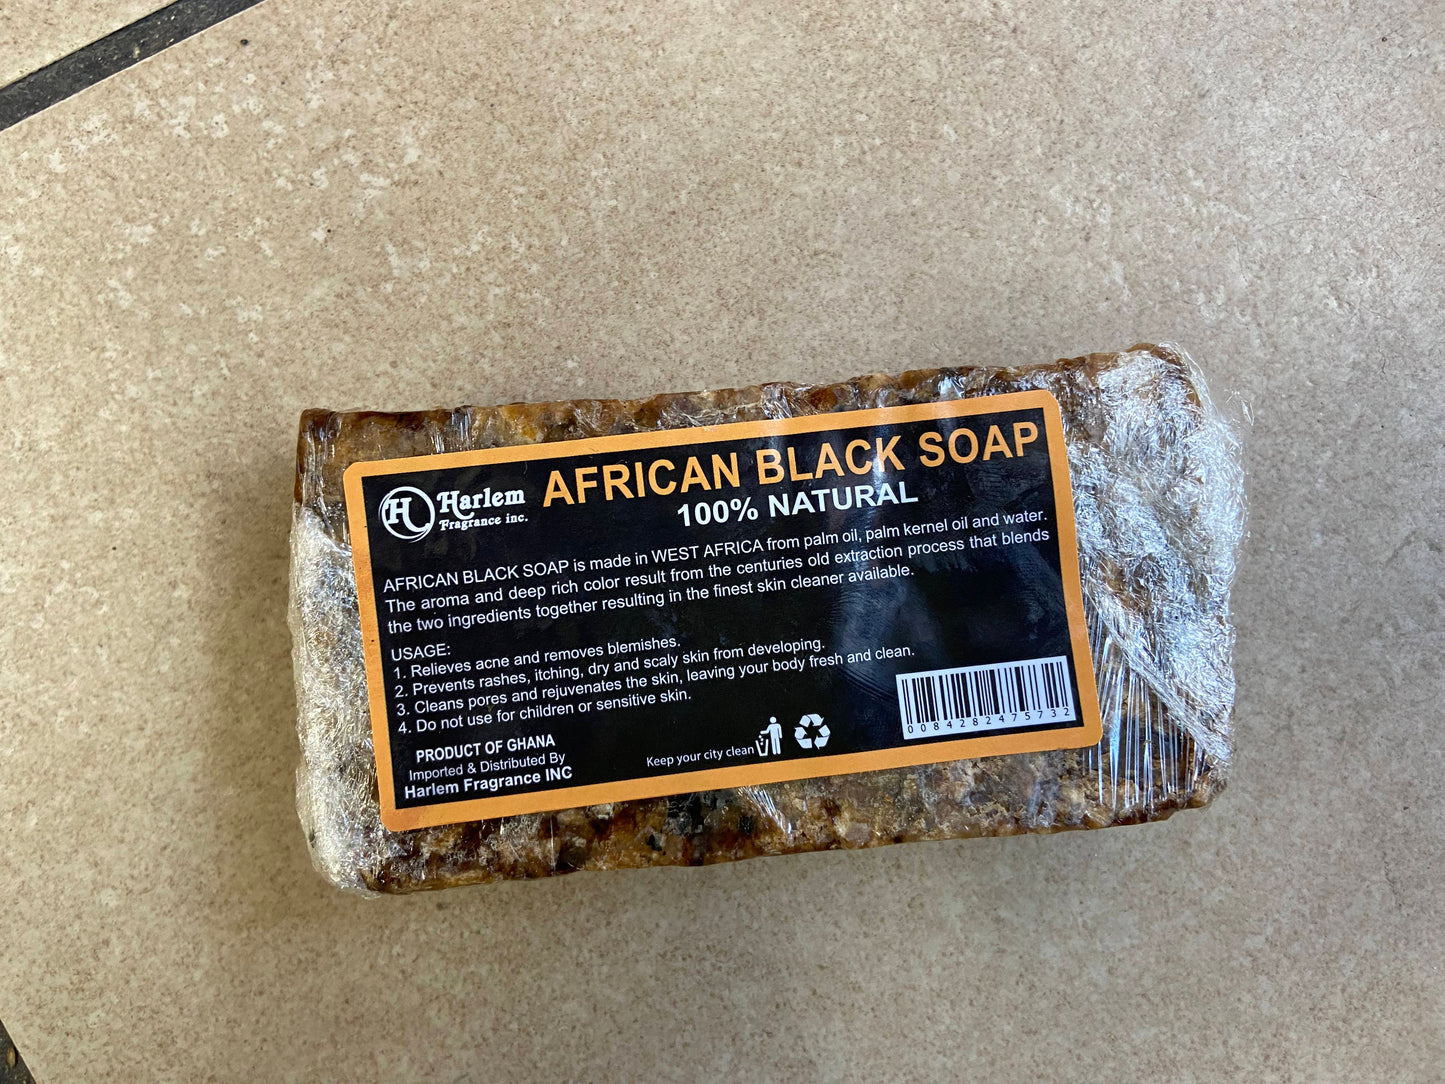 Harlem
Fragrance inc.
AFRICAN BLACK SOAP
100% NATURAL
AFRICAN BLACK SOAP is made in WEST AFRICA from palm oil, palm kernel oil and water.
The aroma and deep rich color result from the centuries old extraction process that blends
the two ingredients together resulting in the finest skin cleaner available.
USAGE:
1. Relieves acne and removes blemishes.
2. Prevents rashes, itching, dry and scaly skin from developing.
3. Cleans pores and rejuvenates the skin, leaving your body fresh and clean.
4. Do not use for children or sensitive skin.
PRODUCT OF GHANA
Imported & Distributed By
Harlem Fragrance INC
Keep your city clean
0084282475732